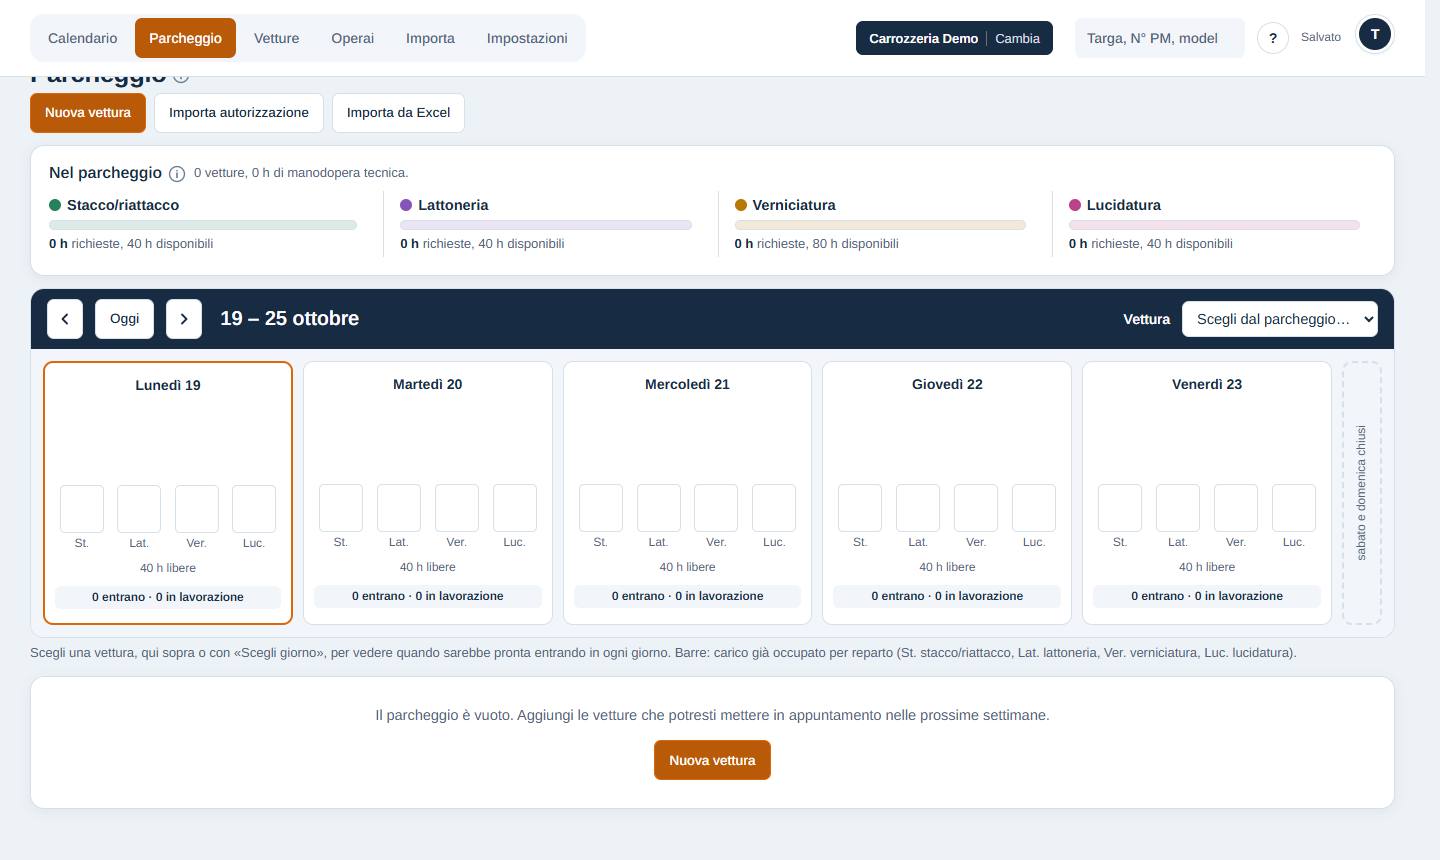 Calendario Parcheggio Vetture Operai Importa Impostazioni Carrozzeria Demo Cambia Targa, N° PM, model ? Salvato T
Parcheggio
Nuova vettura Importa autorizzazione Importa da Excel
Nel parcheggio 0 vetture, 0 h di manodopera tecnica.
Stacco/riattacco Lattoneria Verniciatura Lucidatura
0 h richieste, 40 h disponibili 0 h richieste, 40 h disponibili 0 h richieste, 80 h disponibili 0 h richieste, 40 h disponibili
Oggi 19 – 25 ottobre Vettura Scegli dal parcheggio…
Lunedì 19 Martedì 20 Mercoledì 21 Giovedì 22 Venerdì 23
sabato e domenica chiusi
St. Lat. Ver. Luc. St. Lat. Ver. Luc. St. Lat. Ver. Luc. St. Lat. Ver. Luc. St. Lat. Ver. Luc.
40 h libere 40 h libere 40 h libere 40 h libere 40 h libere
0 entrano · 0 in lavorazione 0 entrano · 0 in lavorazione 0 entrano · 0 in lavorazione 0 entrano · 0 in lavorazione 0 entrano · 0 in lavorazione
Scegli una vettura, qui sopra o con «Scegli giorno», per vedere quando sarebbe pronta entrando in ogni giorno. Barre: carico già occupato per reparto (St. stacco/riattacco, Lat. lattoneria, Ver. verniciatura, Luc. lucidatura).
Il parcheggio è vuoto. Aggiungi le vetture che potresti mettere in appuntamento nelle prossime settimane.
Nuova vettura